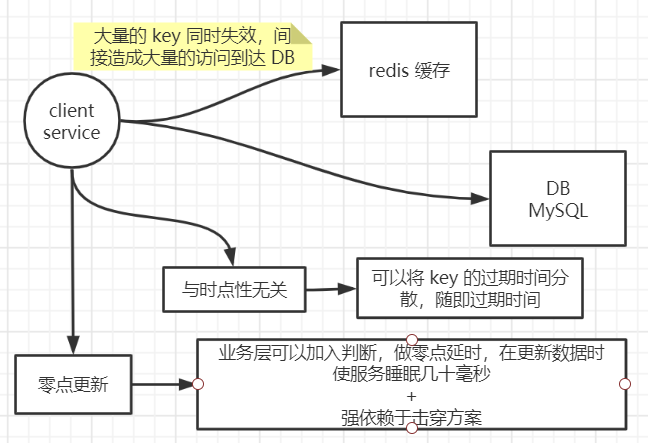 大量的 key 同时失效，间
接造成大量的访问到达 DB
redis 缓存
client
service
DB
MySQL
与时点性无关
可以将 key 的过期时间分
散，随即过期时间
零点更新
业务层可以加入判断，做零点延时，在更新数据时
使服务睡眠几十毫秒
+
强依赖于击穿方案